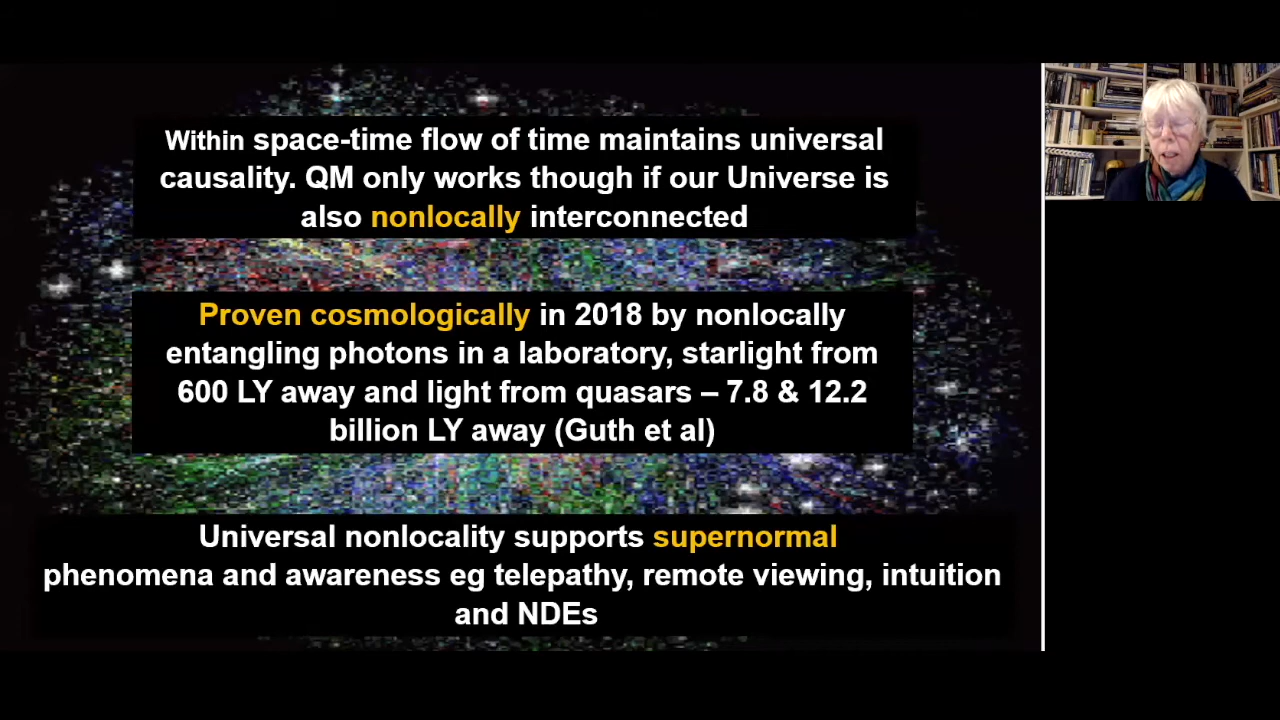 Within space-time flow of time maintains universal
causality. QM only works though if our Universe is
also nonlocally interconnected
Proven cosmologically in 2018 by nonlocally
entangling photons in a laboratory, starlight from
600 LY away and light from quasars – 7.8 & 12.2
billion LY away (Guth et al)
Universal nonlocality supports supernormal
phenomena and awareness eg telepathy, remote viewing, intuition
and NDEs